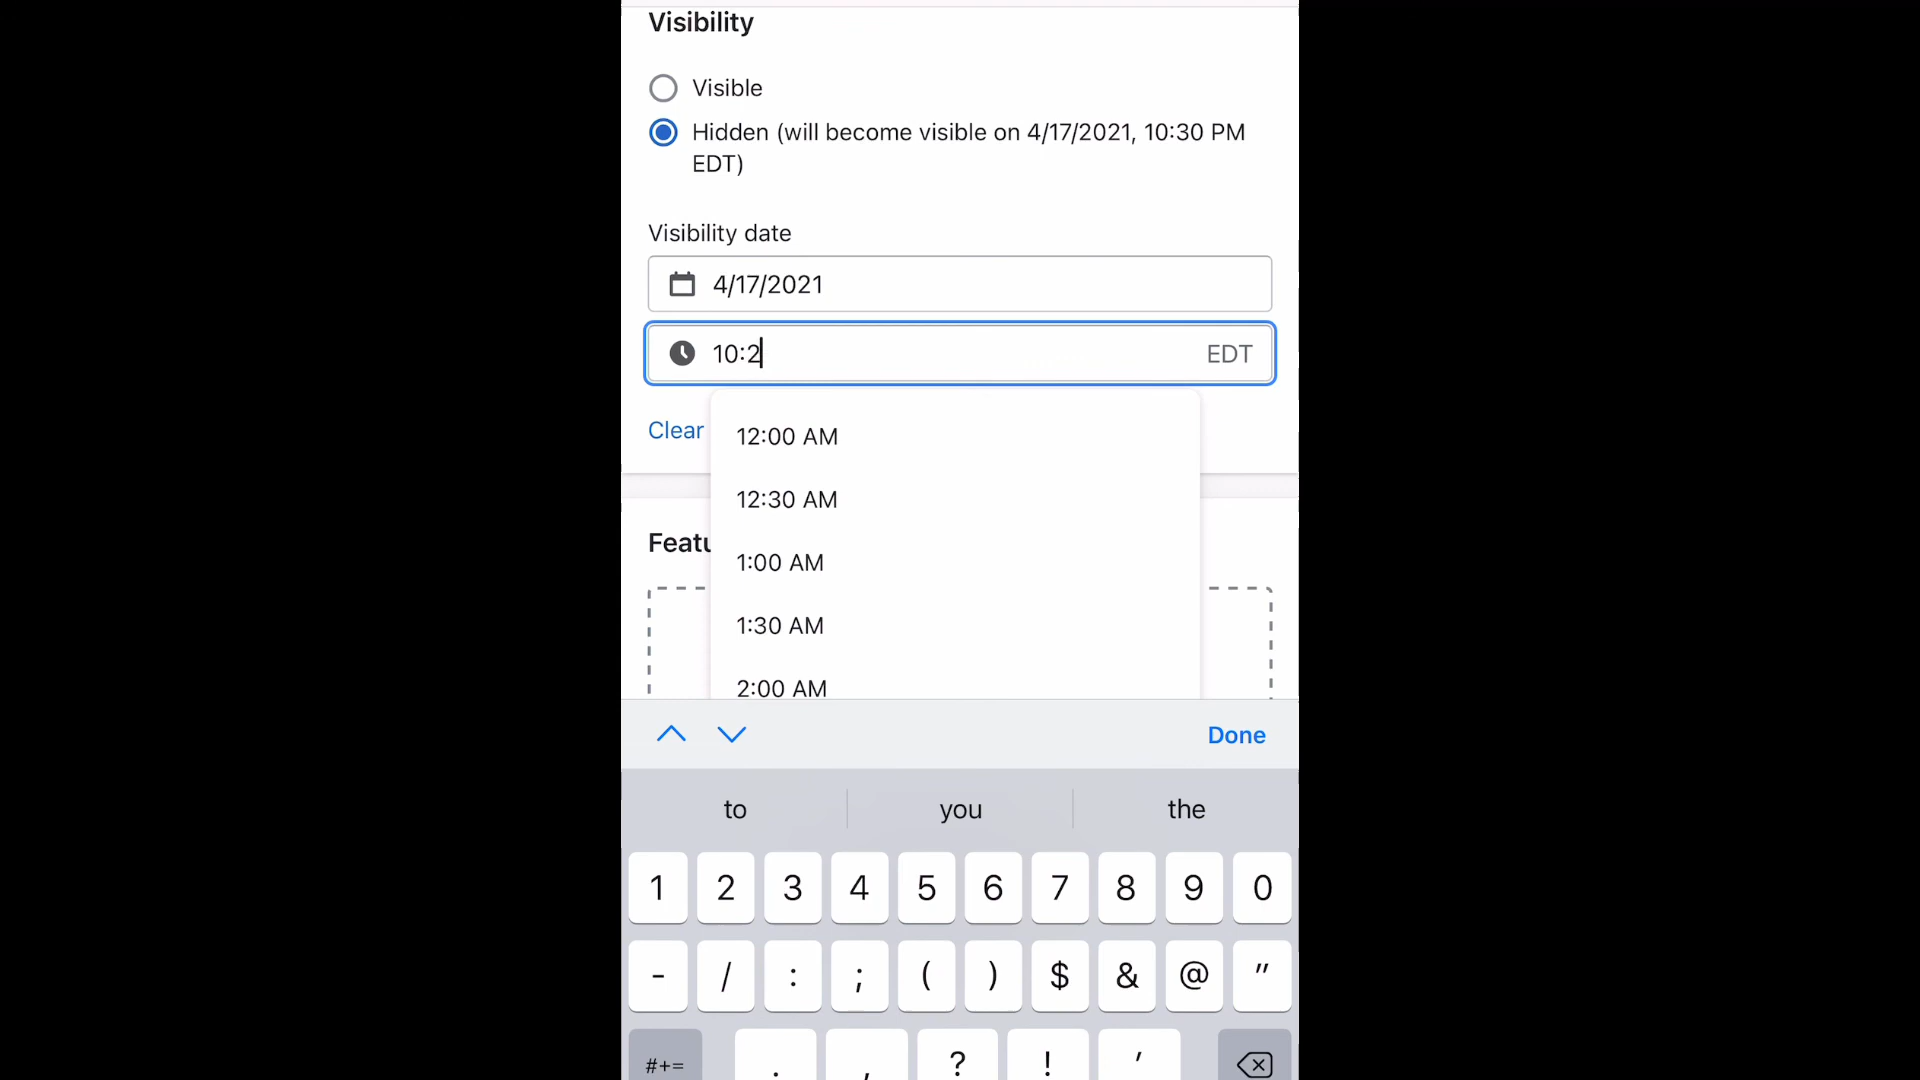 Visibility
Visible
Hidden (will become visible on 4/17/2021, 10:30 PM
EDT)
Visibility date
4/17/2021
10:2 EDT
Clear
12:00 AM
12:30 AM
Featu
1:00 AM
1:30 AM
2:00 AM
Done
to you the
1 2 3 4 5 6 7 8 9 0
- / : ; ( ) $ & @ "
#+= . , ? ! '